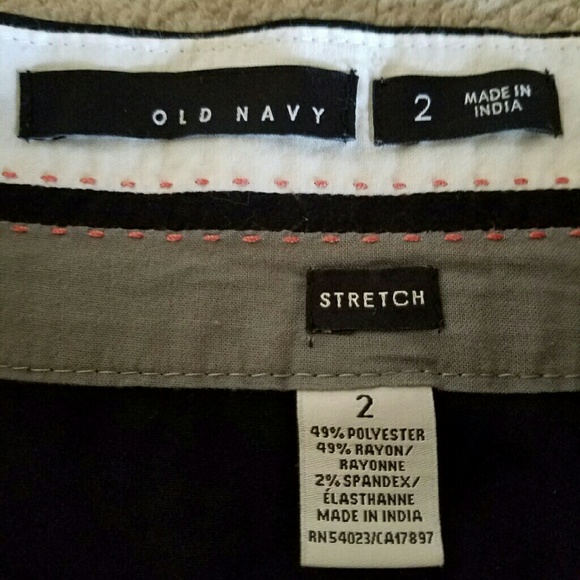 OLD NAVY
2
MADE IN
INDIA
STRETCH
2
49% POLYESTER
49% RAYON/
RAYONNE
2% SPANDEX/
ÉLASTHANNE
MADE IN INDIA
RN54023/CA17897